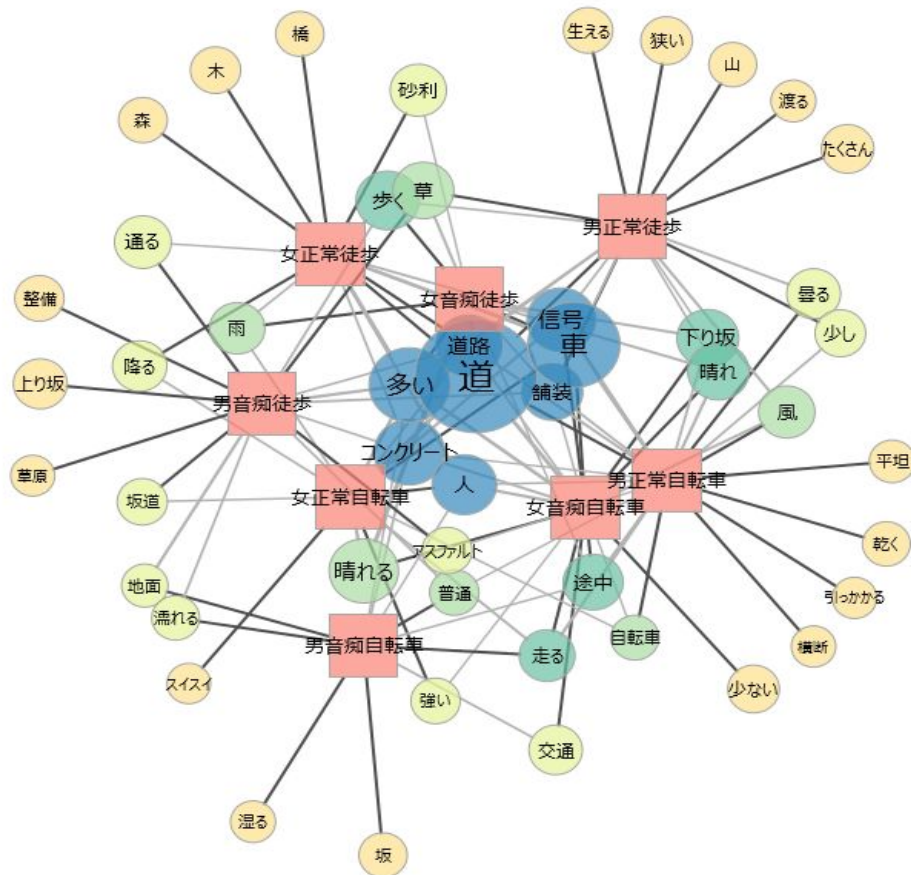 橋
生える
狭い
木
山
砂利
渡る
森
たくさん
草
歩く
男正常徒歩
通る
女正常徒歩
曇る
整備
女音痴徒歩
雨
信号
少し
下り坂
車
道路
降る
晴れ
道
上り坂
多い
舗装
男音痴徒歩
風
コンクリート
平坦
草原
人
男正常自転車
坂道
女正常自転車
女音痴自転車
乾く
アスファルト
晴れる
途中
地面
普通
引っかかる
濡れる
自転車
男音痴自転車
横断
走る
スイスイ
少ない
強い
交通
湿る
坂